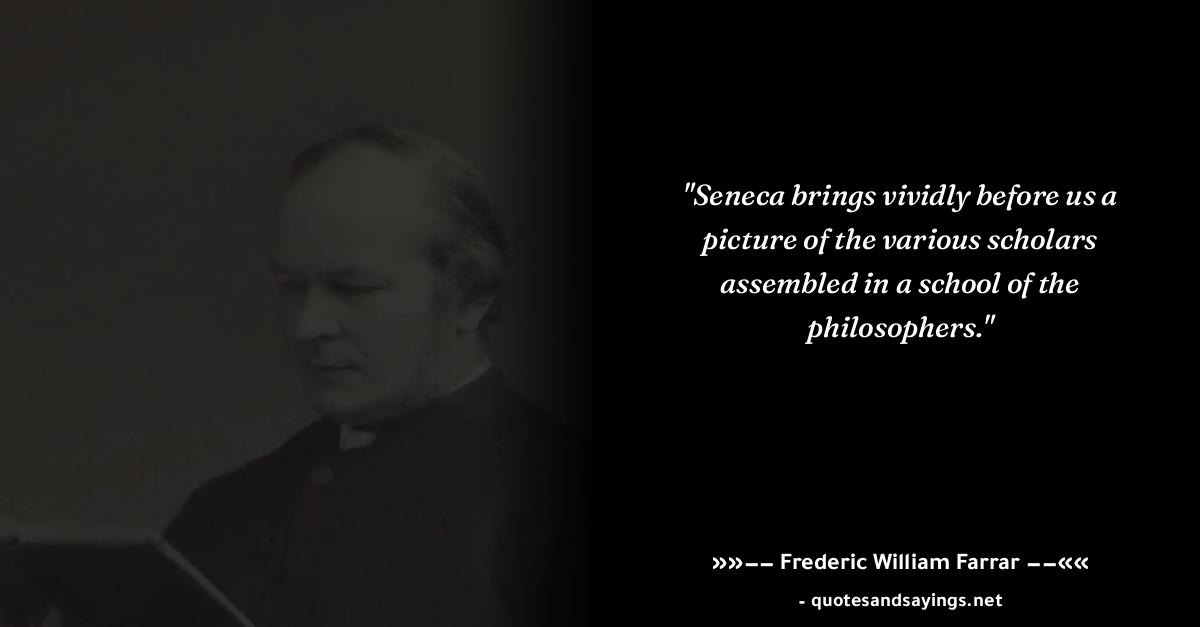 "Seneca brings vividly before us a
picture of the various scholars
assembled in a school of the
philosophers."
»»−− Frederic William Farrar −−««
- quotesandsayings.net